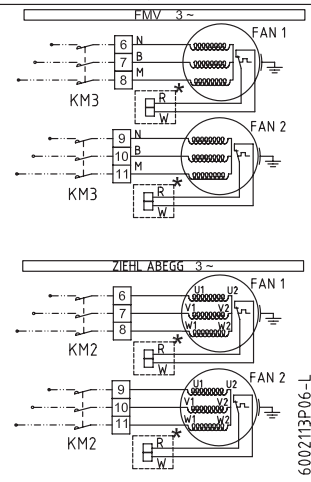 FMV 3~
FAN 1
6 N
7 B
8 M
KM3
*
R
W
FAN 2
9 N
10 B
11 M
KM3
*
R
W
ZIEHL ABEGG 3~
FAN 1
U1 U2
6
V1 V2
7
W1 W2
8
KM2
*
R
W
FAN 2
U1 U2
9
V1 V2
10
W1 W2
11
KM2
*
R
W
6002113P06-L